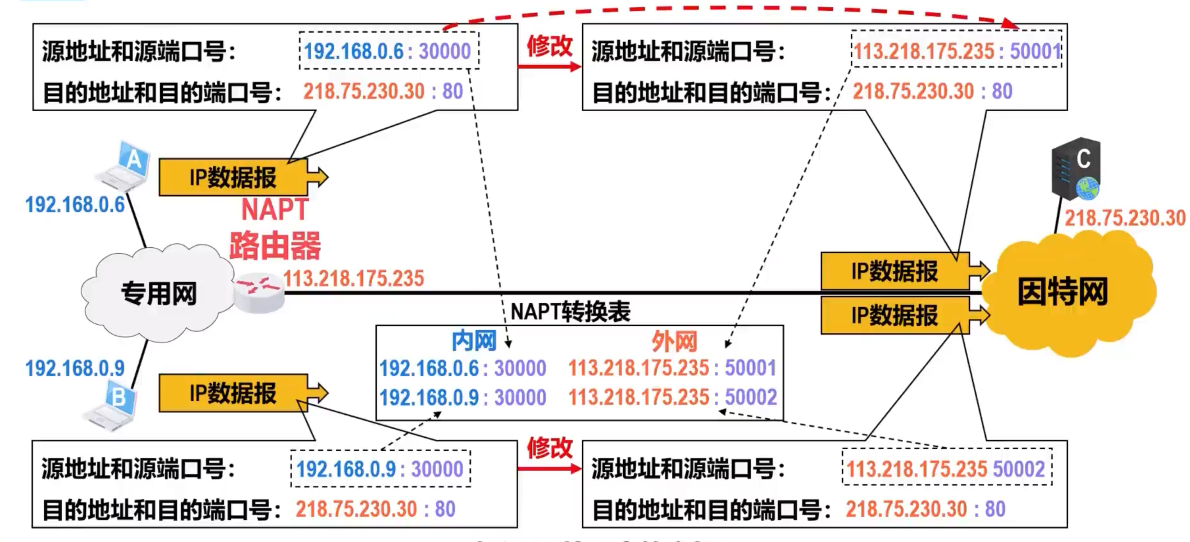 源地址和源端口号： 192.168.0.6 : 30000
目的地址和目的端口号： 218.75.230.30 : 80
修改
源地址和源端口号： 113.218.175.235 : 50001
目的地址和目的端口号： 218.75.230.30 : 80
A
IP数据报
192.168.0.6
C
218.75.230.30
NAPT
路由器
113.218.175.235
专用网
IP数据报
IP数据报
因特网
NAPT转换表
内网 外网
192.168.0.6 : 30000 113.218.175.235 : 50001
192.168.0.9 : 30000 113.218.175.235 : 50002
192.168.0.9
B
IP数据报
源地址和源端口号： 192.168.0.9 : 30000
目的地址和目的端口号： 218.75.230.30 : 80
修改
源地址和源端口号： 113.218.175.235 50002
目的地址和目的端口号： 218.75.230.30 : 80